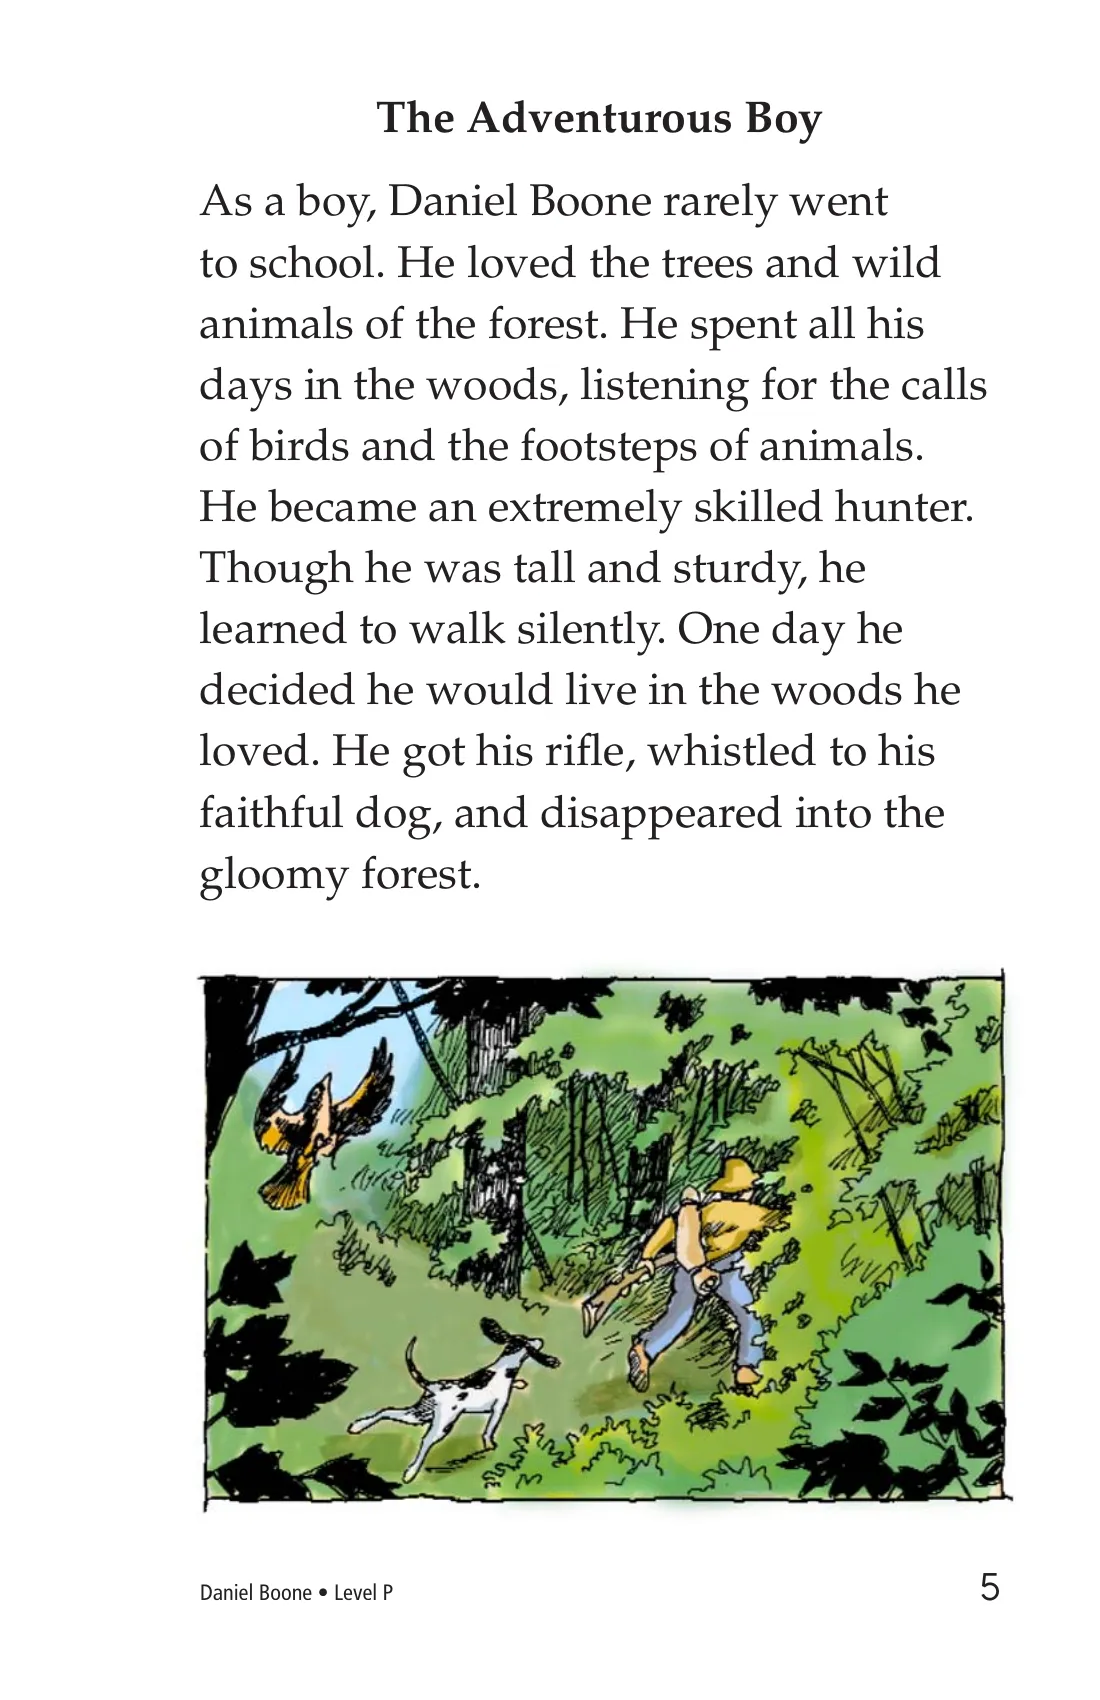 The Adventurous Boy
As a boy, Daniel Boone rarely went
to school. He loved the trees and wild
animals of the forest. He spent all his
days in the woods, listening for the calls
of birds and the footsteps of animals.
He became an extremely skilled hunter.
Though he was tall and sturdy, he
learned to walk silently. One day he
decided he would live in the woods he
loved. He got his rifle, whistled to his
faithful dog, and disappeared into the
gloomy forest.
Daniel Boone • Level P
5